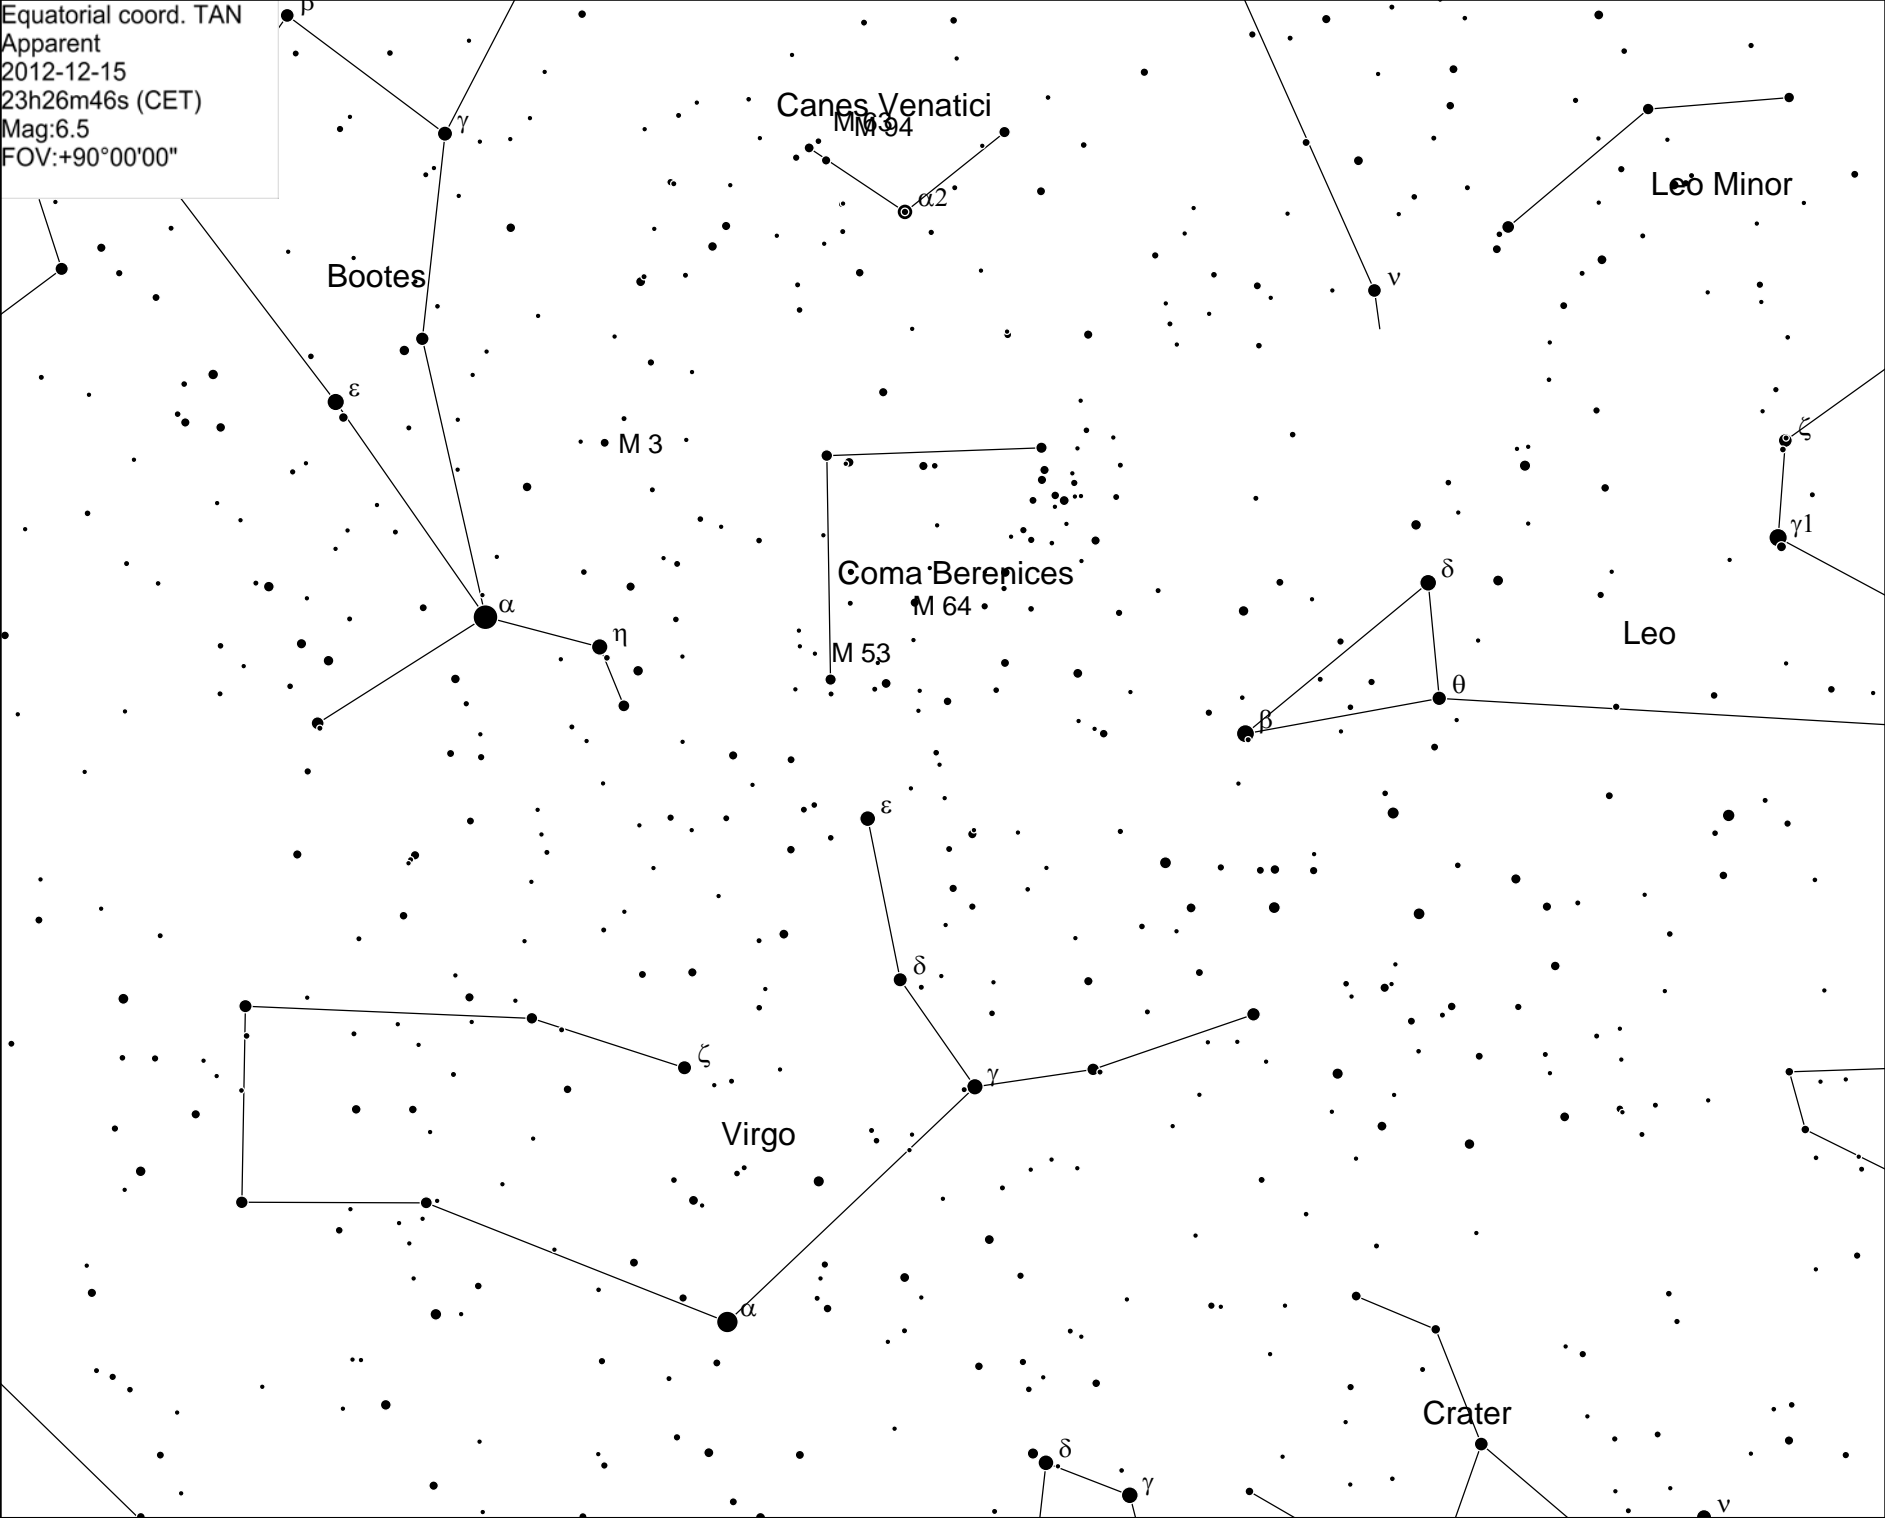 Equatorial coord. TAN
Apparent
2012-12-15
23h26m46s (CET)
Mag:6.5
FOV:+90°00'00"
β
γ
Canes Venatici
M 63
M 94
α2
Leo Minor
Bootes
ν
ε
ζ
M 3
γ1
Coma Berenices
δ
α
M 64
η
Leo
M 53
θ
β
ε
δ
ζ
γ
Virgo
α
Crater
δ
γ
ν